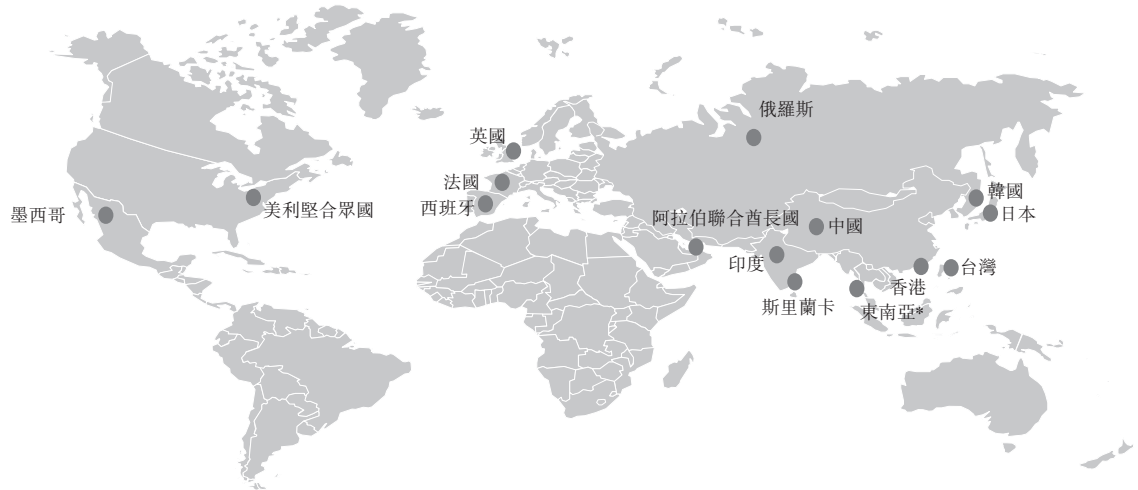 俄羅斯
英國
法國
韓國
美利堅合眾國
西班牙
墨西哥
日本
阿拉伯聯合酋長國
中國
印度
台灣
香港
斯里蘭卡
東南亞*